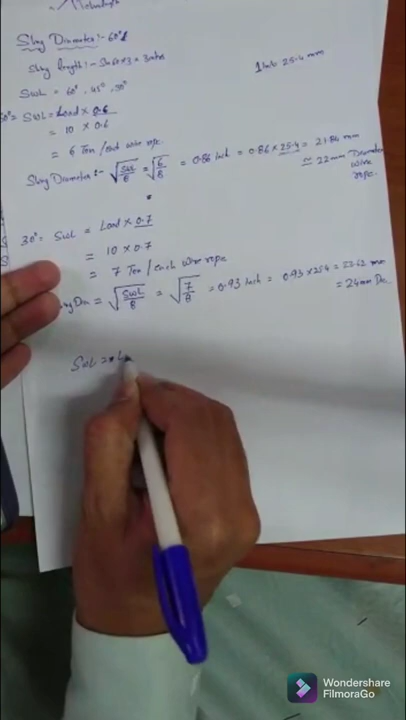 Sling Diameter:- 60°
Sling length:- Sin60×3 = 3mtrs
1 Inch 25.4 mm
SWL = 60°, 45°, 30°
SWL = Load × 0.6
= 10 × 0.6
= 6 Ton / each wire rope.
Sling Diameter:- √SWL/8 = √6/8 = 0.86 Inch = 0.86 × 25.4 = 21.84 mm
≈ 22mm Diameter wire rope.
30° = SWL = Load × 0.7
= 10 × 0.7
= 7 Ton / each wire rope
Dia = √SWL/8 = √7/8 = 0.93 Inch = 0.93 × 25.4 = 23.62 mm
= 24mm Dia.
SWL =
Wondershare
FilmoraGo